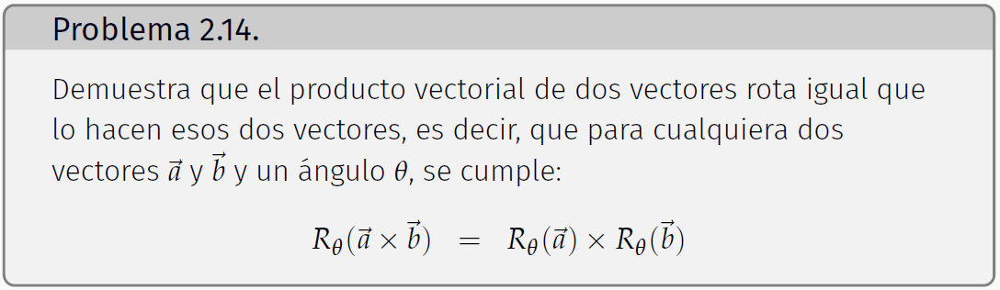 Problema 2.14.
Demuestra que el producto vectorial de dos vectores rota igual que
lo hacen esos dos vectores, es decir, que para cualquiera dos
vectores $\vec{a}$ y $\vec{b}$ y un ángulo $\theta$, se cumple:
$R_\theta(\vec{a} \times \vec{b}) = R_\theta(\vec{a}) \times R_\theta(\vec{b})$